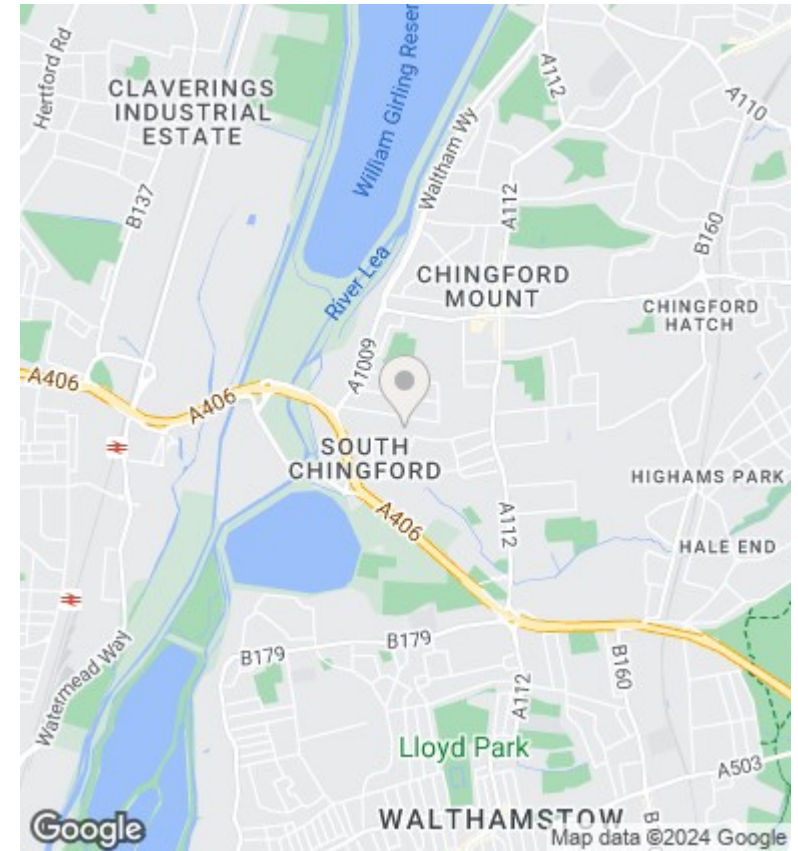 Hertford Rd
CLAVERINGS
INDUSTRIAL
ESTATE
William Girling Reser
A112
A110
Waltham Wy
B137
A112
B160
River Lea
CHINGFORD
MOUNT
CHINGFORD
HATCH
A1009
A406
A406
SOUTH
CHINGFORD
HIGHAMS PARK
A406
A112
HALE END
Watermead Way
B179
B179
B160
A112
Lloyd Park
A503
WALTHAMSTOW
Google
Map data ©2024 Google